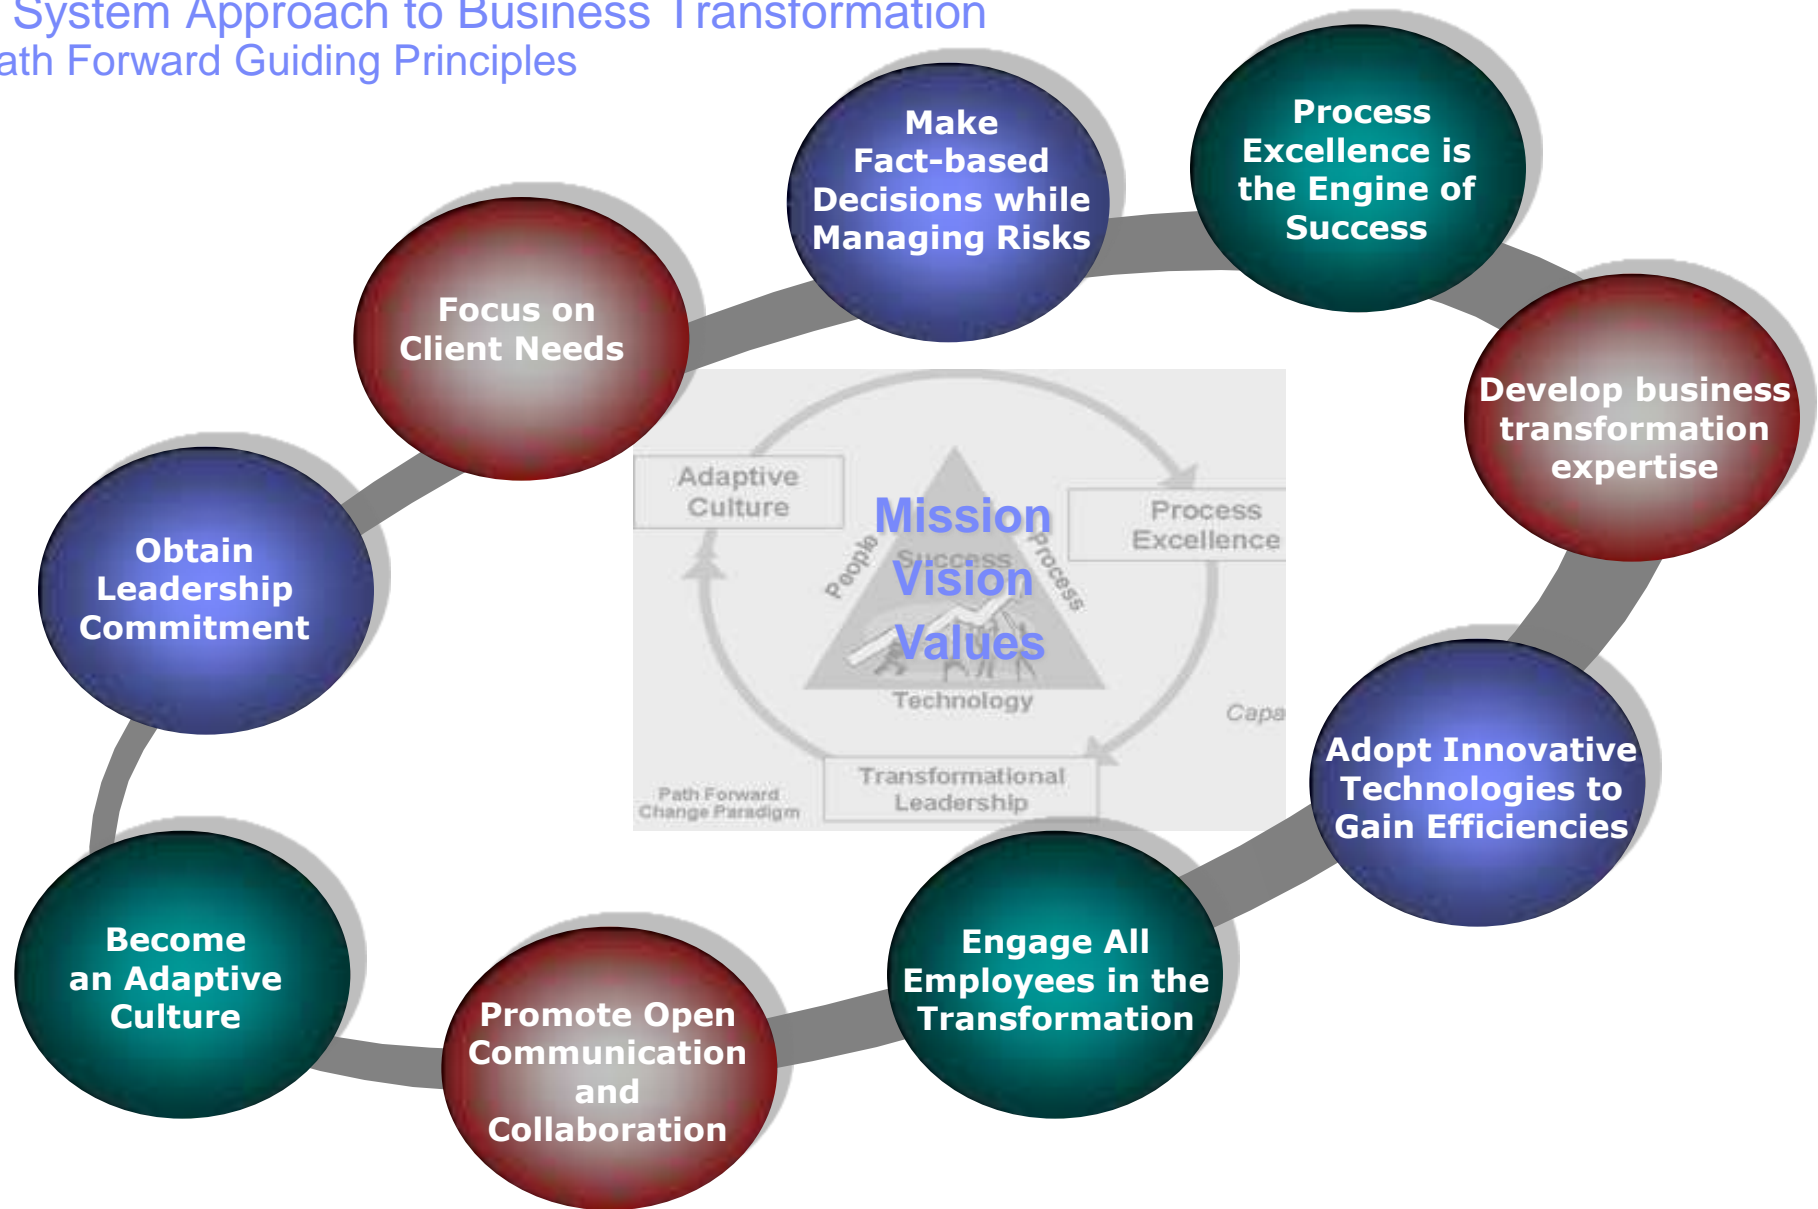 System Approach to Business Transformation
ath Forward Guiding Principles
Make
Fact-based
Decisions while
Managing Risks
Process
Excellence is
the Engine of
Success
Focus on
Client Needs
Develop business
transformation
expertise
Obtain
Leadership
Commitment
Adaptive
Culture
Process
Excellence
Mission
Success
Vision
Values
People
Process
Technology
Capa
Transformational
Leadership
Path Forward
Change Paradigm
Adopt Innovative
Technologies to
Gain Efficiencies
Become
an Adaptive
Culture
Promote Open
Communication
and
Collaboration
Engage All
Employees in the
Transformation